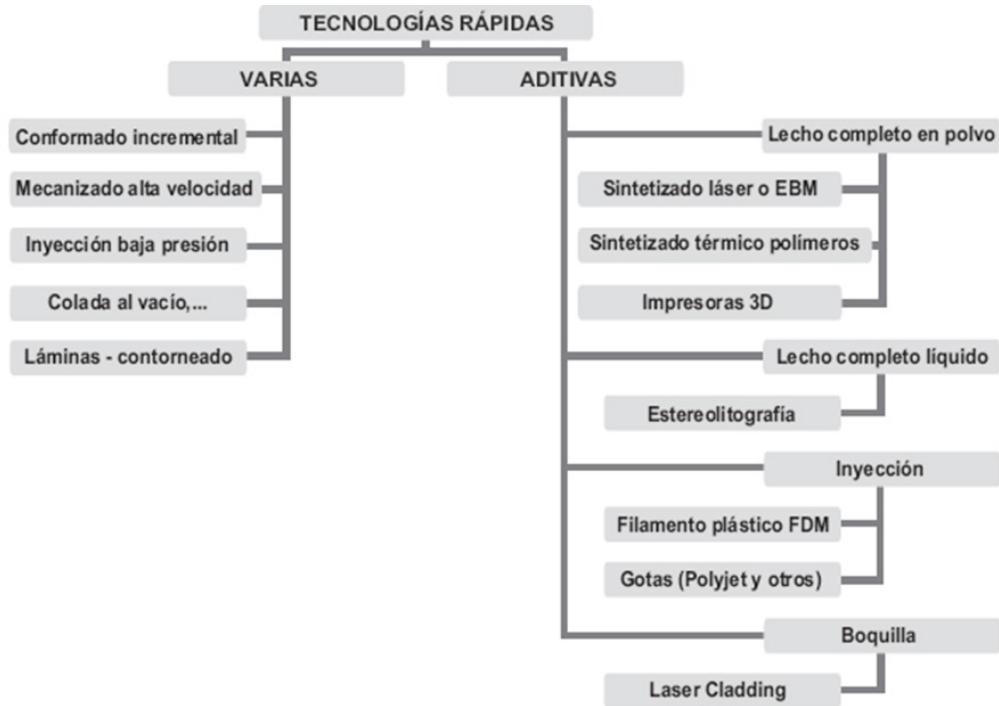 TECNOLOGÍAS RÁPIDAS
VARIAS
Conformado incremental
Mecanizado alta velocidad
Inyección baja presión
Colada al vacío,...
Láminas - contorneado
ADITIVAS
Lecho completo en polvo
Sintetizado láser o EBM
Sintetizado térmico polímeros
Impresoras 3D
Lecho completo líquido
Estereolitografía
Inyección
Filamento plástico FDM
Gotas (Polyjet y otros)
Boquilla
Laser Cladding